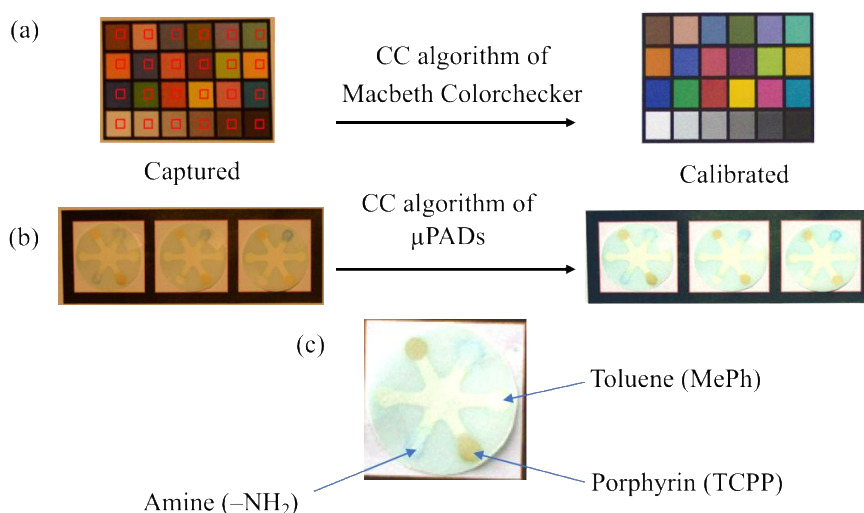 (a)
CC algorithm of
Macbeth Colorchecker
Captured
Calibrated
(b)
CC algorithm of
μPADs
(c)
Toluene (MePh)
Porphyrin (TCPP)
Amine (–NH₂)